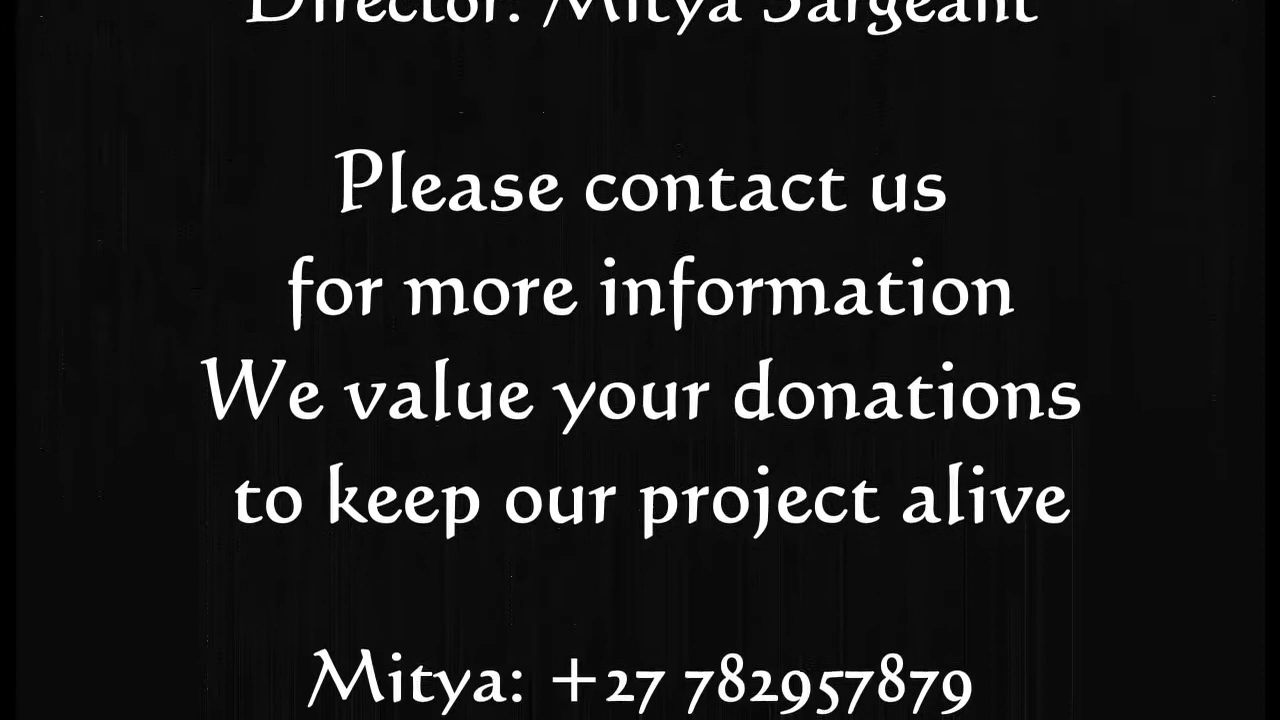 Director: Mitya Sargeant
Please contact us
for more information
We value your donations
to keep our project alive
Mitya: +27 782957879